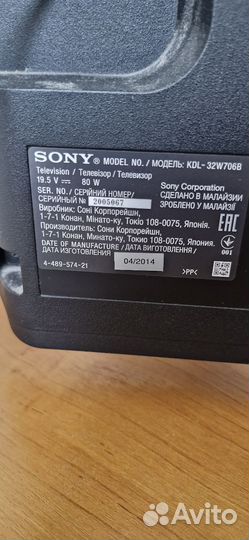 SONY® MODEL NO. / МОДЕЛЬ: KDL-32W706B
Television / Телевізор / Телевизор
19.5 V ⎓ 80 W
SER. NO. / СЕРІЙНИЙ НОМЕР/
СЕРИЙНЫЙ № 2005067
Sony Corporation
СДЕЛАНО В МАЛАЙЗИИ
ЗРОБЛЕНО У МАЛАЙЗІЇ
Виробник: Соні Корпорейшн,
1-7-1 Конан, Мінато-ку, Токіо 108-0075, Японія.
Производитель: Сони Корпорейшн,
1-7-1 Конан, Минато-ку, Токио 108-0075, Япония.
DATE OF MANUFACTURE / ДАТА ВИГОТОВЛЕННЯ /
ДАТА ИЗГОТОВЛЕНИЯ 04/2014
EAC
001
4-489-574-21
>PP<
Avito